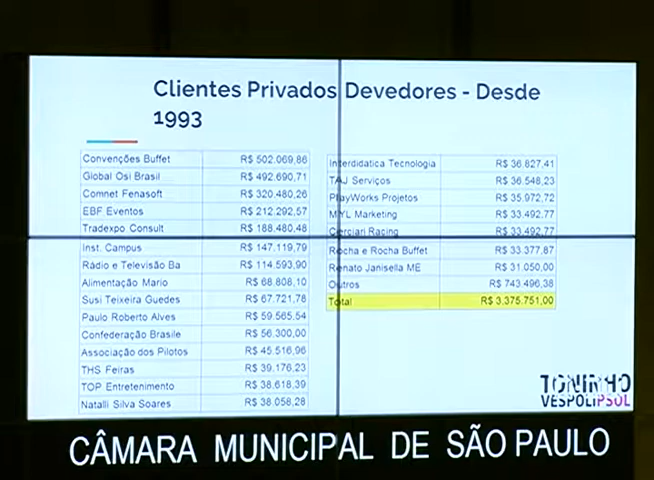 Clientes Privados Devedores - Desde
1993
Convenções Buffet R$ 502.069,86
Global Osi Brasil R$ 492.690,71
Comnet Fenasoft R$ 320.480,26
EBF Eventos R$ 212.292,57
Tradexpo Consult R$ 188.480,48
Inst. Campus R$ 147.119,79
Rádio e Televisão Ba R$ 114.593,90
Alimentação Mario R$ 68.808,10
Susi Teixeira Guedes R$ 67.721,78
Paulo Roberto Alves R$ 59.565,54
Confederação Brasile R$ 56.300,00
Associação dos Pilotos R$ 45.516,96
THS Feiras R$ 39.176,23
TOP Entretenimento R$ 38.618,39
Natalli Silva Soares R$ 38.058,28
Interdidatica Tecnologia R$ 36.827,41
TAJ Serviços R$ 36.548,23
PlayWorks Projetos R$ 35.972,72
MYL Marketing R$ 33.492,77
Cerciari Racing R$ 33.492,77
Rocha e Rocha Buffet R$ 33.377,87
Renato Janisella ME R$ 31.050,00
Outros R$ 743.496,38
Total R$ 3.375.751,00
TONINHO
VESPOLI PSOL
CÂMARA MUNICIPAL DE SÃO PAULO